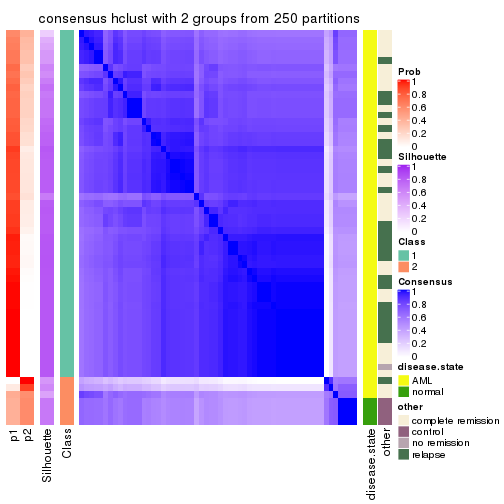 consensus hclust with 2 groups from 250 partitions
Prob
1
0.8
0.6
0.4
0.2
0
Silhouette
1
0.8
0.6
0.4
0.2
0
Class
1
2
Consensus
1
0.8
0.6
0.4
0.2
0
disease.state
AML
normal
other
complete remission
control
no remission
relapse
p1
p2
Silhouette
Class
disease.state
other